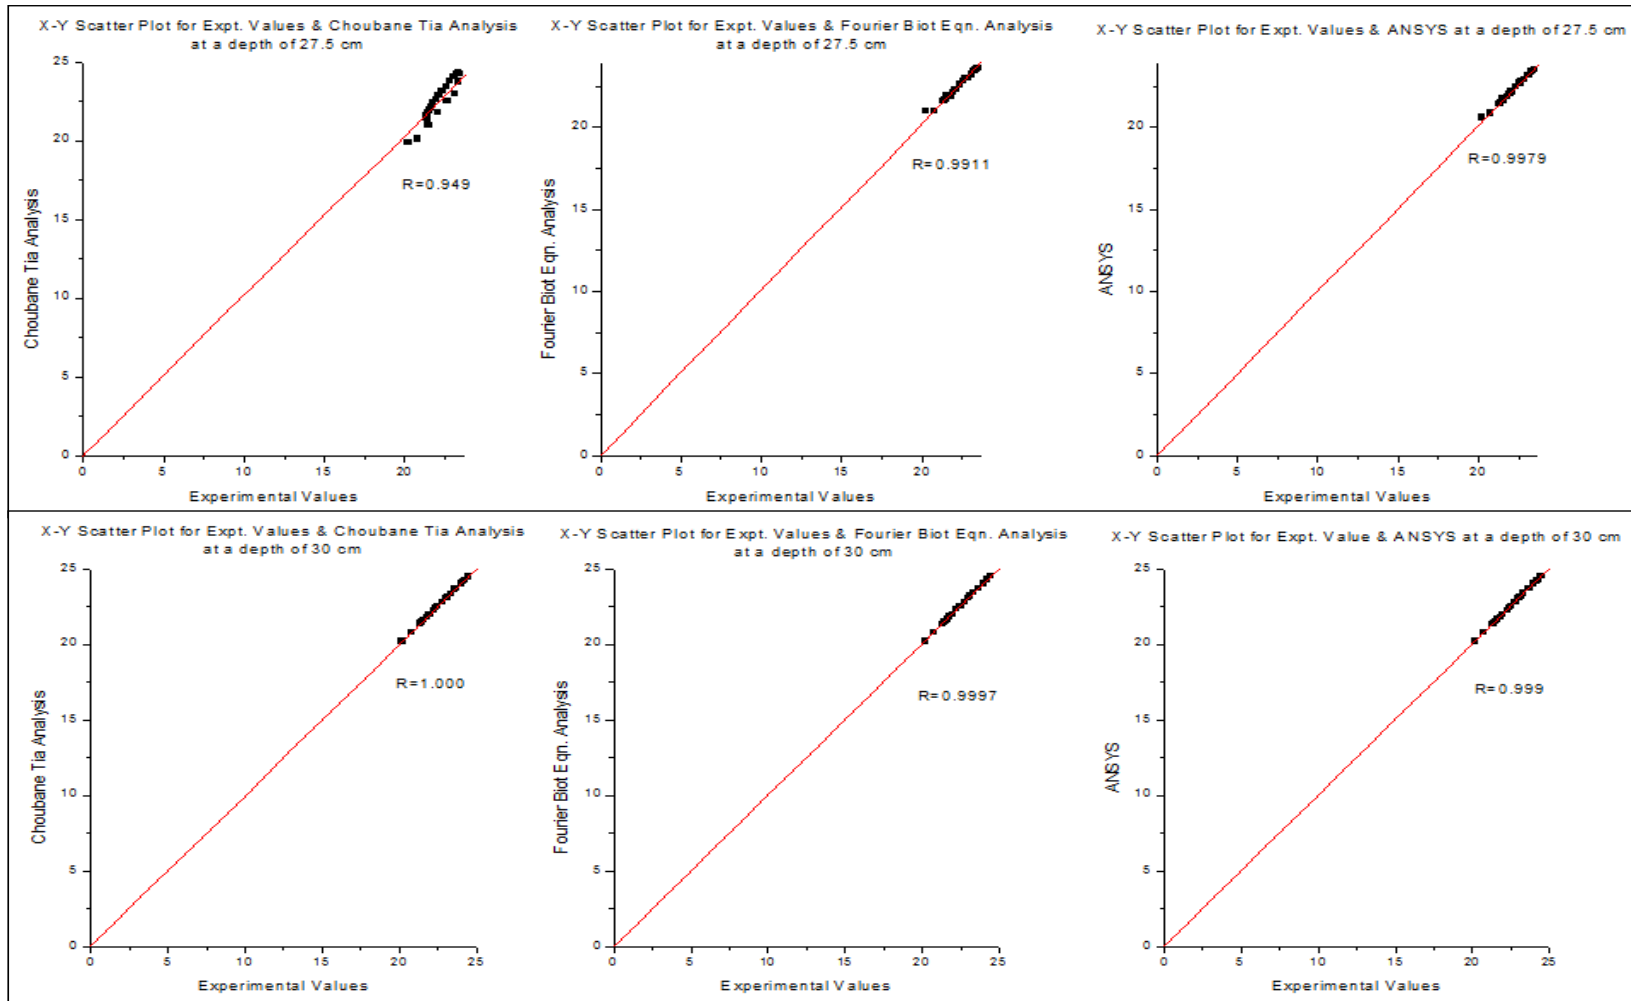 X-Y Scatter Plot for Expt. Values & Choubane Tia Analysis
at a depth of 27.5 cm
25
20
15
10
5
0
0
5
10
15
20
R=0.949
Choubane Tia Analysis
Experimental Values
X-Y Scatter Plot for Expt. Values & Fourier Biot Eqn. Analysis
at a depth of 27.5 cm
20
15
10
5
0
0
5
10
15
20
R=0.9911
Fourier Biot Eqn. Analysis
Experimental Values
X-Y Scatter Plot for Expt. Values & ANSYS at a depth of 27.5 cm
20
15
10
5
0
0
5
10
15
20
R=0.9979
ANSYS
Experimental Values
X-Y Scatter Plot for Expt. Values & Choubane Tia Analysis
at a depth of 30 cm
25
20
15
10
5
0
0
5
10
15
20
25
R=1.000
Choubane Tia Analysis
Experimental Values
X-Y Scatter Plot for Expt. Values & Fourier Biot Eqn. Analysis
at a depth of 30 cm
25
20
15
10
5
0
0
5
10
15
20
25
R=0.9997
Fourier Biot Eqn. Analysis
Experimental Values
X-Y Scatter Plot for Expt. Value & ANSYS at a depth of 30 cm
25
20
15
10
5
0
0
5
10
15
20
25
R=0.999
ANSYS
Experimental Values